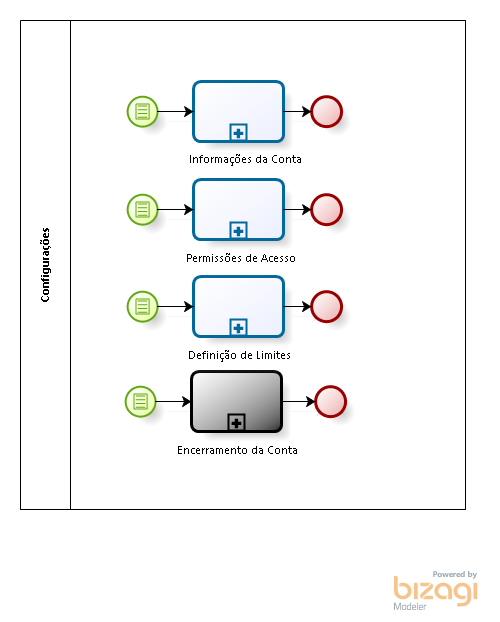 Configurações
Informações da Conta
Permissões de Acesso
Definição de Limites
Encerramento da Conta
Powered by
bizagi
Modeler